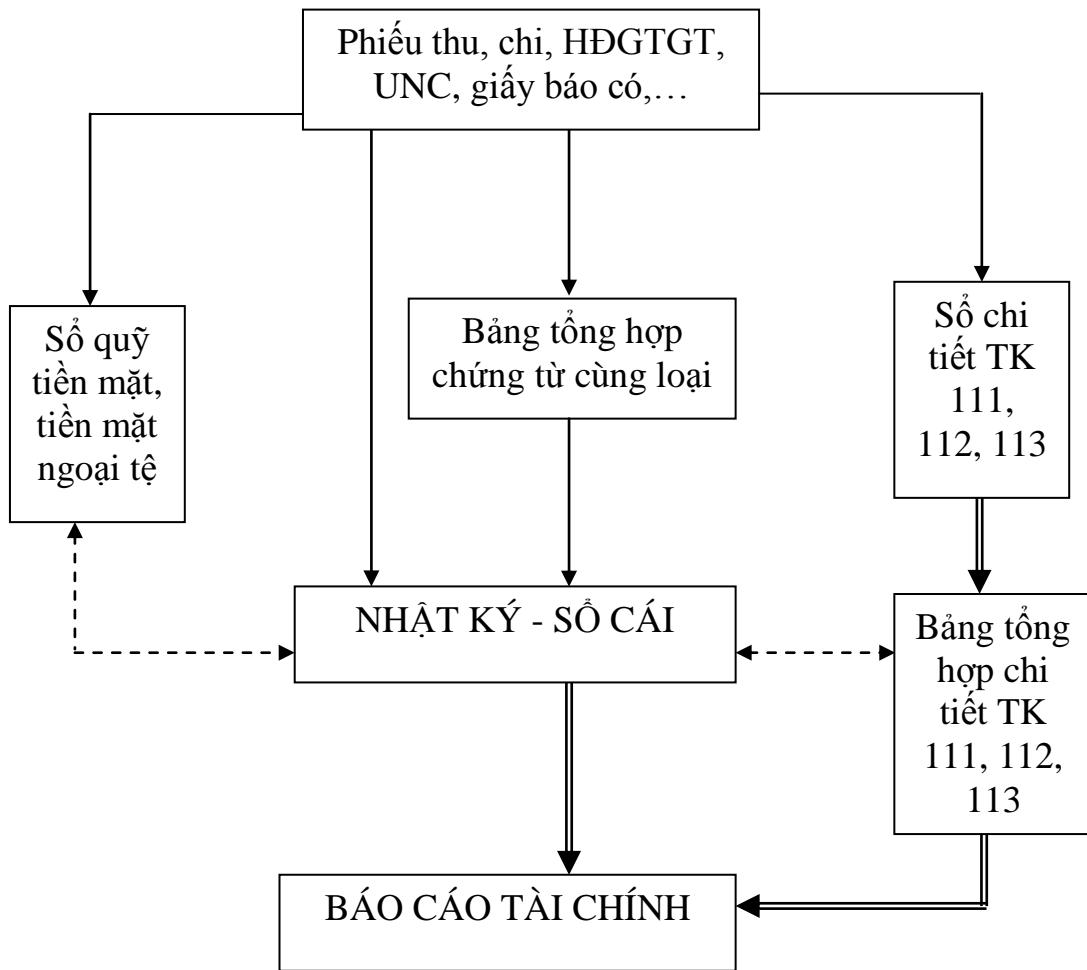 Phiếu thu, chi, HĐGTGT,
UNC, giấy báo có,…
Sổ quỹ
tiền mặt,
tiền mặt
ngoại tệ
Bảng tổng hợp
chứng từ cùng loại
Sổ chi
tiết TK
111,
112, 113
NHẬT KÝ - SỔ CÁI
Bảng tổng
hợp chi
tiết TK
111, 112,
113
BÁO CÁO TÀI CHÍNH